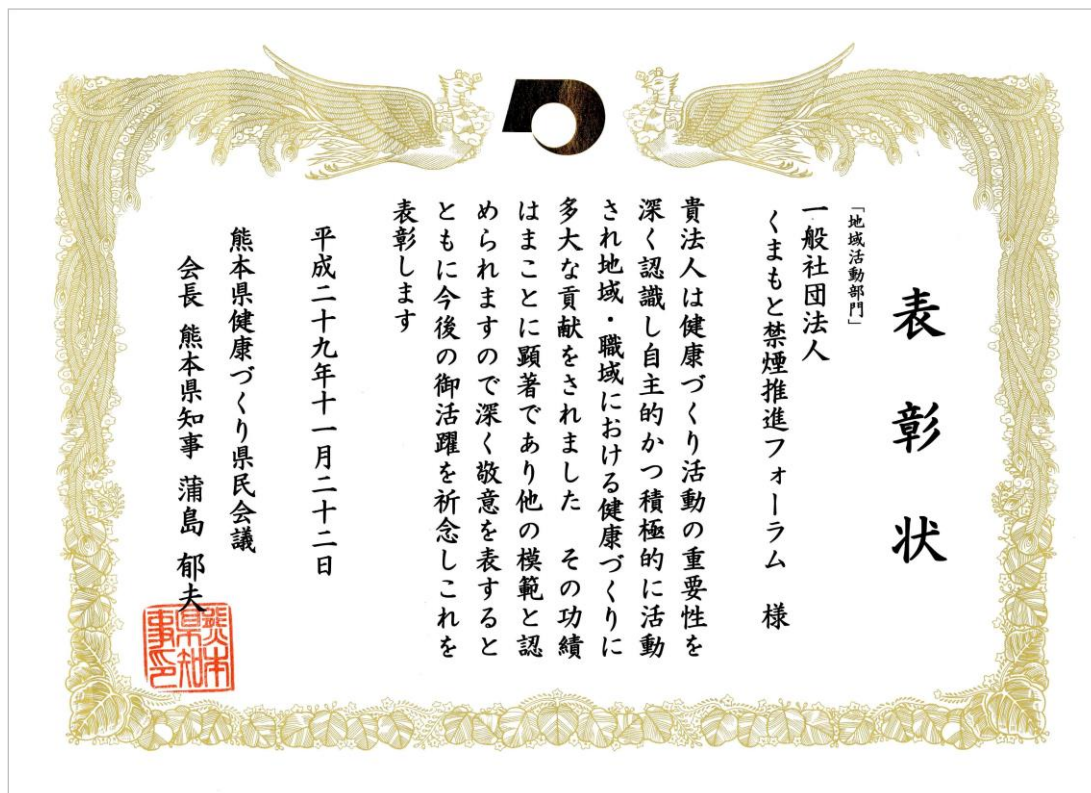 表彰状
「地域活動部門」
一般社団法人
くまもと禁煙推進フォーラム 様
貴法人は健康づくり活動の重要性を
深く認識し自主的かつ積極的に活動
され地域・職域における健康づくりに
多大な貢献をされました その功績
はまことに顕著であり他の模範と認
められますので深く敬意を表すると
ともに今後の御活躍を祈念しこれを
表彰します
平成二十九年十一月二十二日
熊本県健康づくり県民会議
会長 熊本県知事 蒲島 郁夫
熊本
県知
事印